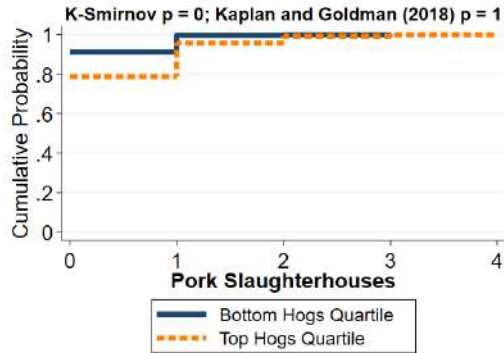 K-Smirnov p = 0; Kaplan and Goldman (2018) p = 1
Cumulative Probability
1
.8
.6
.4
.2
0
0 1 2 3 4
Pork Slaughterhouses
Bottom Hogs Quartile
Top Hogs Quartile